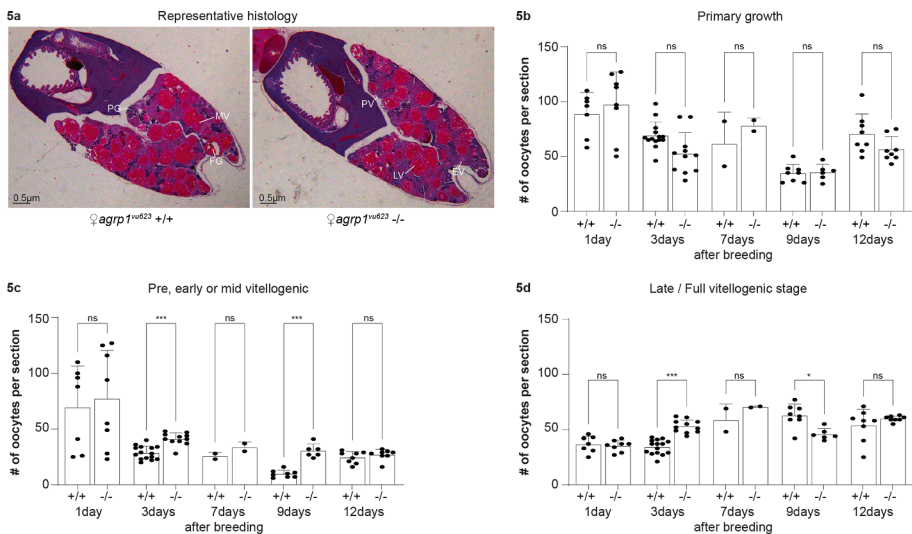 5a
Representative histology
PG
MV
FG
0.5µm
PV
LV
EV
0.5µm
♀agrp1vu623 +/+
♀agrp1vu623 -/-
5b
Primary growth
# of oocytes per section
150
100
50
0
ns
ns
ns
ns
ns
+/+ -/- +/+ -/- +/+ -/- +/+ -/- +/+ -/-
1day 3days 7days 9days 12days
after breeding
5c
Pre, early or mid vitellogenic
# of oocytes per section
150
100
50
0
ns
***
ns
***
ns
+/+ -/- +/+ -/- +/+ -/- +/+ -/- +/+ -/-
1day 3days 7days 9days 12days
after breeding
5d
Late / Full vitellogenic stage
# of oocytes per section
150
100
50
0
ns
***
ns
*
ns
+/+ -/- +/+ -/- +/+ -/- +/+ -/- +/+ -/-
1day 3days 7days 9days 12days
after breeding